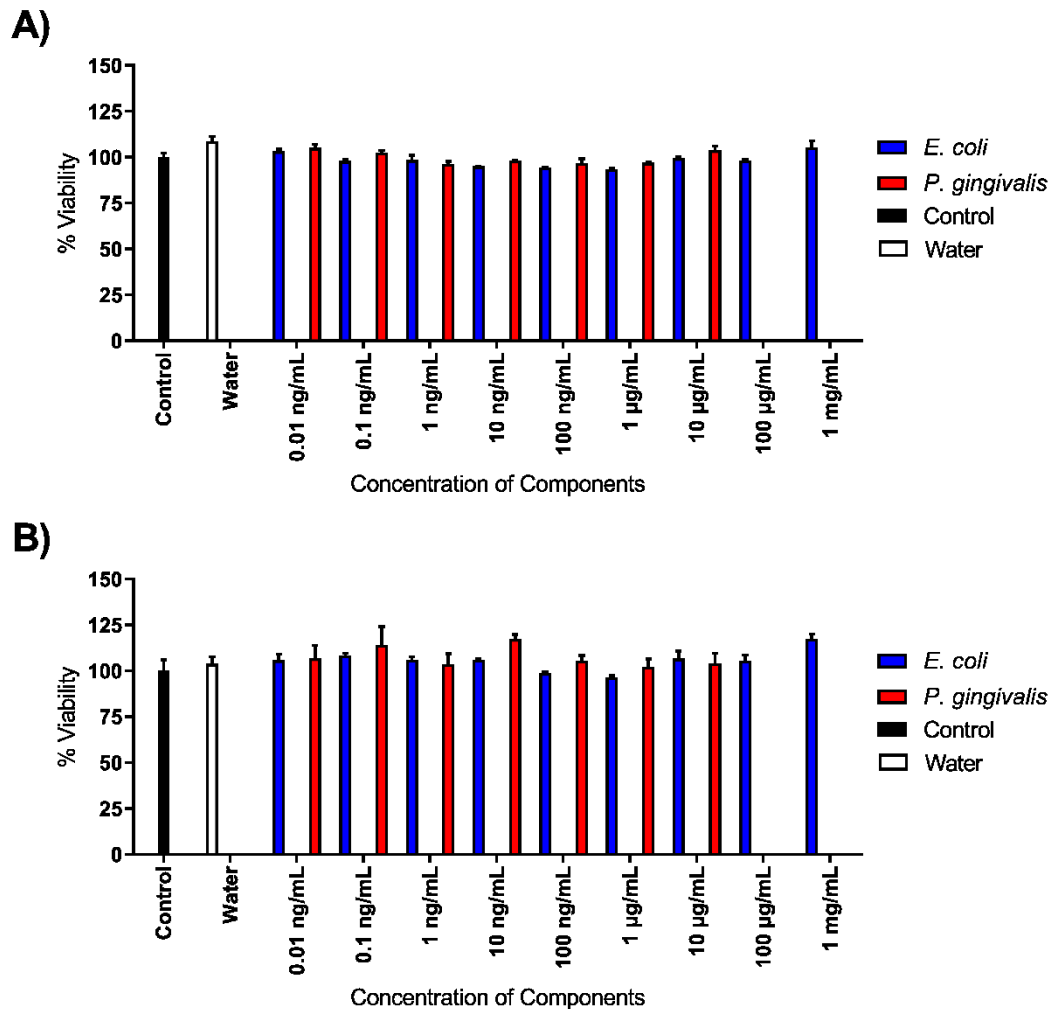 A)
150
125
100
75
50
25
0
% Viability
Control
Water
0.01 ng/mL
0.1 ng/mL
1 ng/mL
10 ng/mL
100 ng/mL
1 µg/mL
10 µg/mL
100 µg/mL
1 mg/mL
Concentration of Components
E. coli
P. gingivalis
Control
Water
B)
150
125
100
75
50
25
0
% Viability
Control
Water
0.01 ng/mL
0.1 ng/mL
1 ng/mL
10 ng/mL
100 ng/mL
1 µg/mL
10 µg/mL
100 µg/mL
1 mg/mL
Concentration of Components
E. coli
P. gingivalis
Control
Water